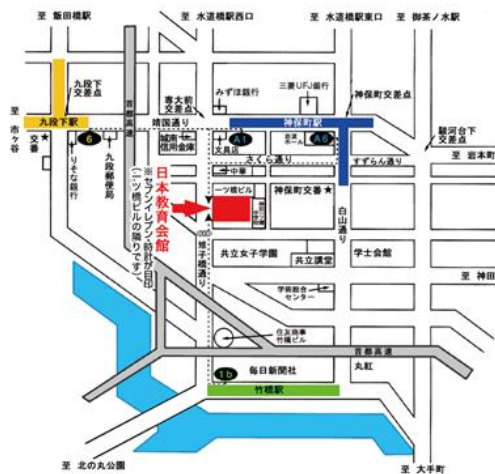 至 飯田橋駅
至 水道橋駅西口
至 水道橋駅東口
至 御茶ノ水駅
九段下交差点
首都高速
専大前交差点
みずほ銀行
三菱UFJ銀行
神保町交差点
至 市ヶ谷
九段下駅
靖国通り
神保町駅
駿河台下交差点
交番
6
りそな銀行
九段郵便局
城南信用金庫
文具店
A1
岩波ホール
A6
さくら通り
すずらん通り
至 岩本町
中華
一ツ橋ビル
神保町交番★
日本教育会館
※セブンイレブン・時計が目印
(一ツ橋ビルの隣りです)
白山通り
雉子橋通り
共立女子学園
共立講堂
学士会館
至 神田
学術総合センター
住友商事竹橋ビル
首都高速
毎日新聞社
丸紅
1b
竹橋駅
至 北の丸公園
至 大手町